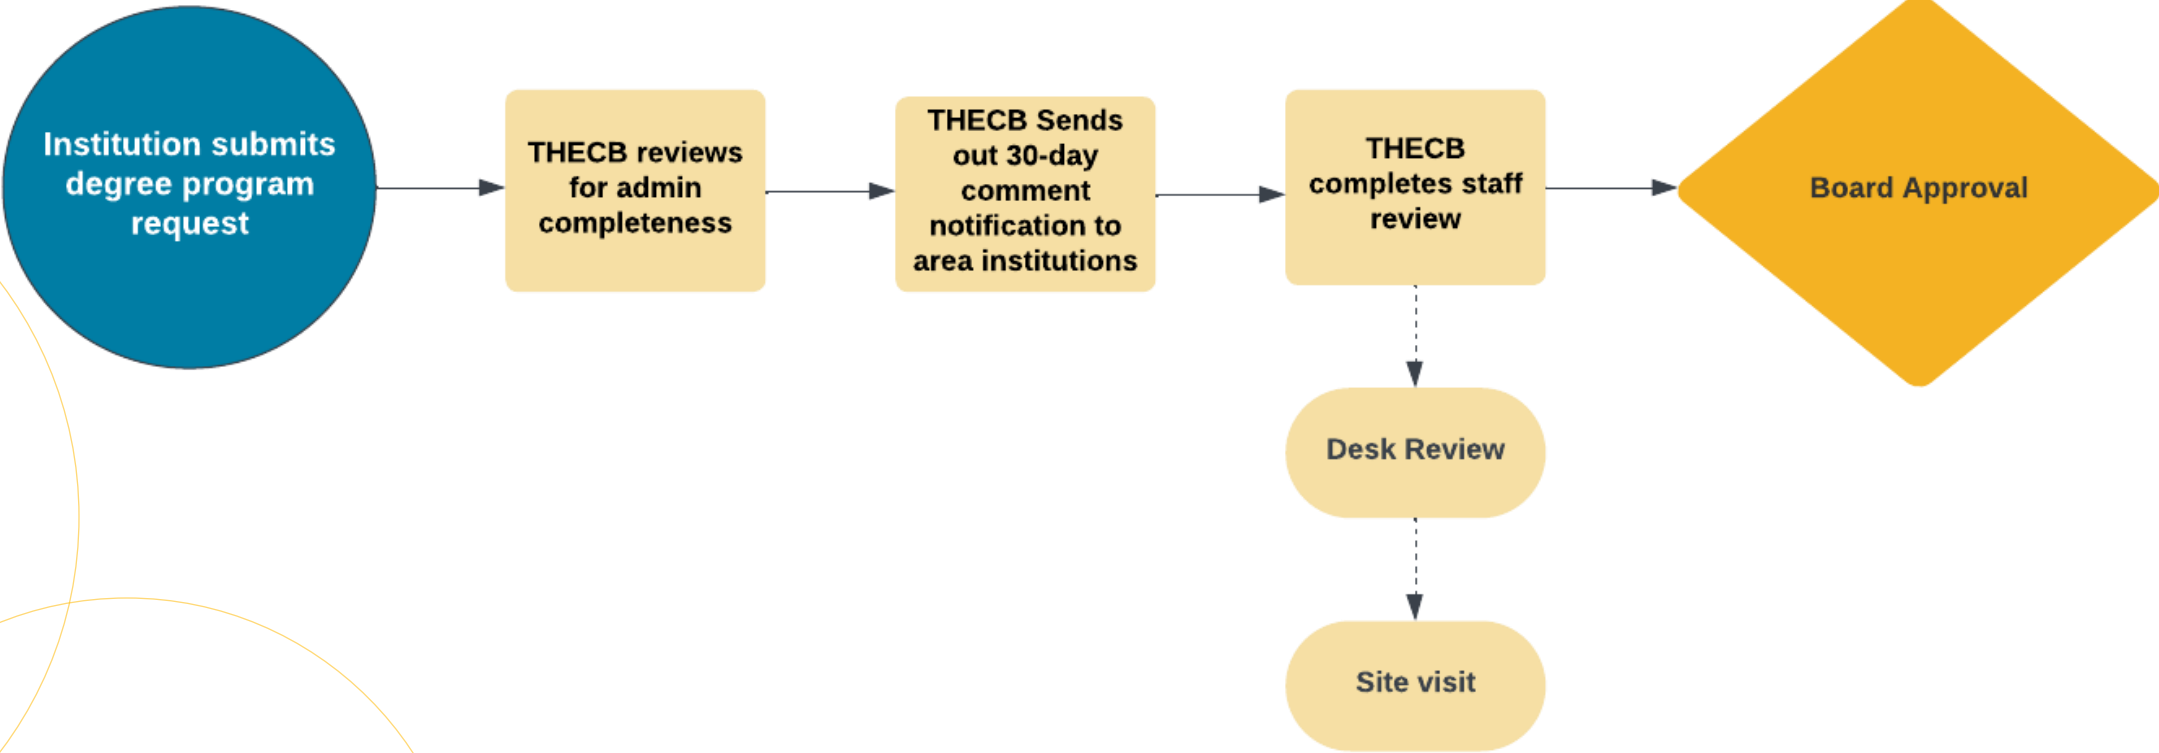 Institution submits
degree program
request
THECB reviews
for admin
completeness
THECB Sends
out 30-day
comment
notification to
area institutions
THECB
completes staff
review
Board Approval
Desk Review
Site visit